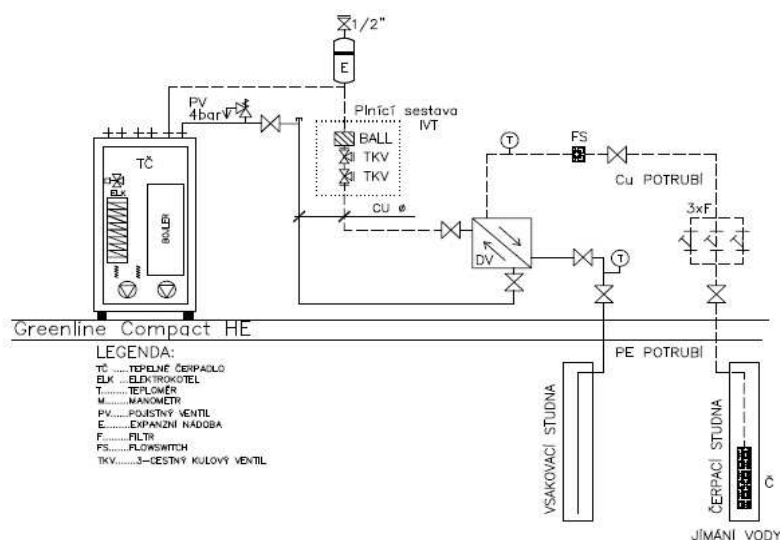 1/2"
E
PV
4bar
Plnící sestava
IVT
BALL
TKV
TKV
CU ø
TČ
ELK
BOJLER
T
FS
Cu POTRUBÍ
3xF
DV
T
Greenline Compact HE
PE POTRUBÍ
LEGENDA:
TČ .....TEPELNÉ ČERPADLO
ELK ...ELEKTROKOTEL
T........TEPLOMĚR
M........MANOMETR
PV......POJISTNÝ VENTIL
E........EXPANZNÍ NÁDOBA
F........FILTR
FS.......FLOWSWITCH
TKV......3-CESTNÝ KULOVÝ VENTIL
VSAKOVACÍ STUDNA
ČERPACÍ STUDNA
Č
JÍMÁNÍ VODY